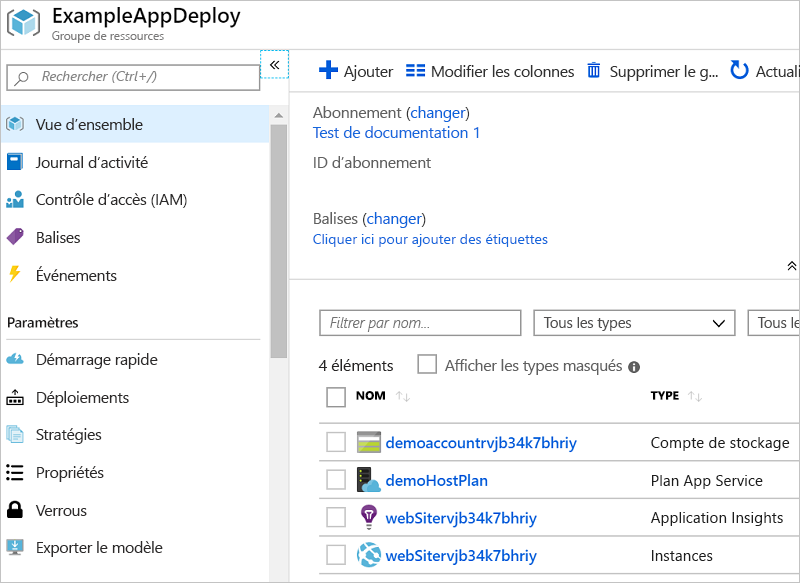 ExampleAppDeploy
Groupe de ressources
Rechercher (Ctrl+/)
«
Vue d’ensemble
Journal d’activité
Contrôle d’accès (IAM)
Balises
Événements
Paramètres
Démarrage rapide
Déploiements
Stratégies
Propriétés
Verrous
Exporter le modèle
Ajouter Modifier les colonnes Supprimer le g... Actuali
Abonnement (changer)
Test de documentation 1
ID d’abonnement
Balises (changer)
Cliquer ici pour ajouter des étiquettes
Filtrer par nom... Tous les types Tous le
4 éléments Afficher les types masqués
NOM TYPE
demoaccountrvjb34k7bhriy Compte de stockage
demoHostPlan Plan App Service
webSitervjb34k7bhriy Application Insights
webSitervjb34k7bhriy Instances